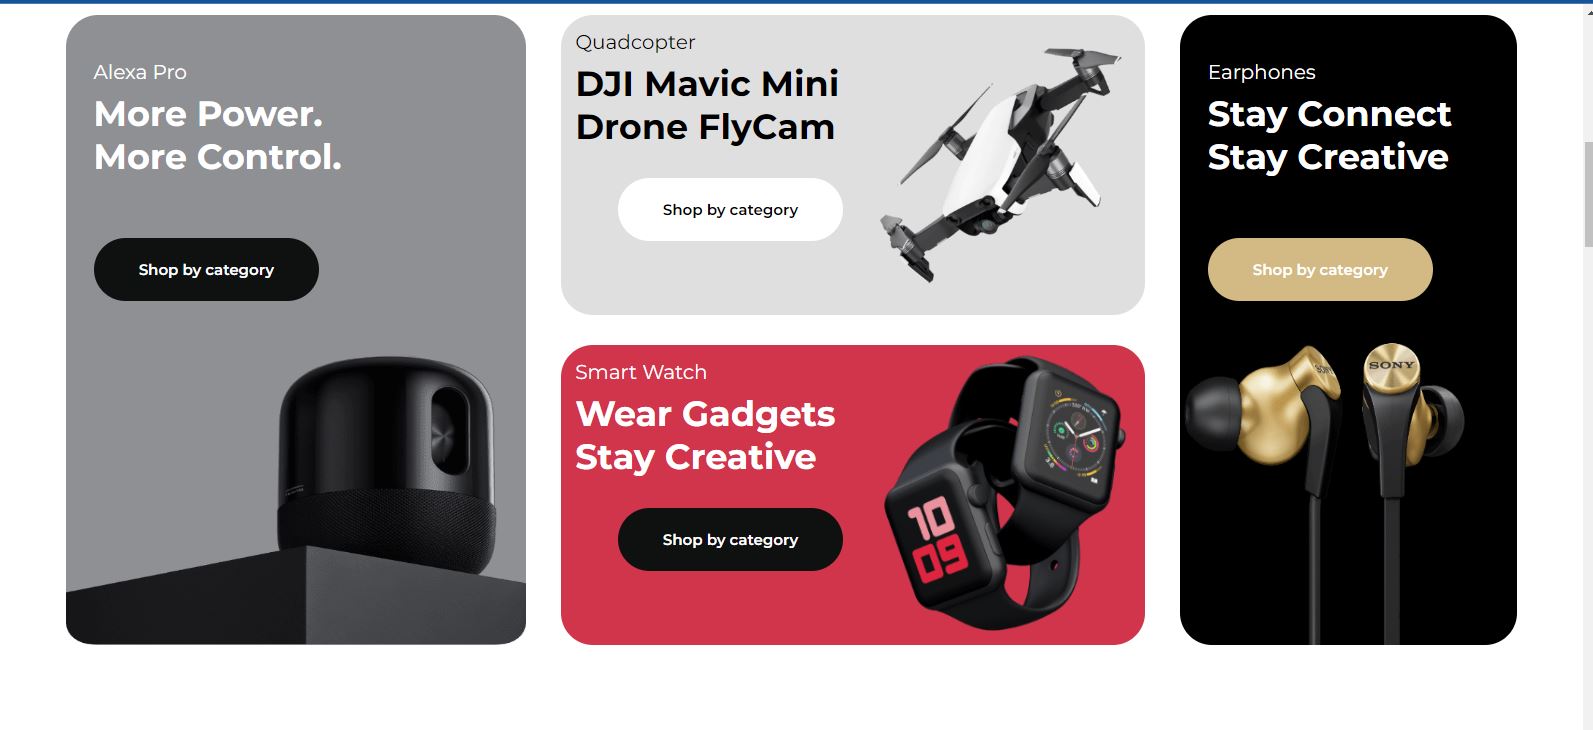 Alexa Pro
More Power.
More Control.
Shop by category
Quadcopter
DJI Mavic Mini
Drone FlyCam
Shop by category
Smart Watch
Wear Gadgets
Stay Creative
Shop by category
10
09
Earphones
Stay Connect
Stay Creative
Shop by category
SONY
SONY